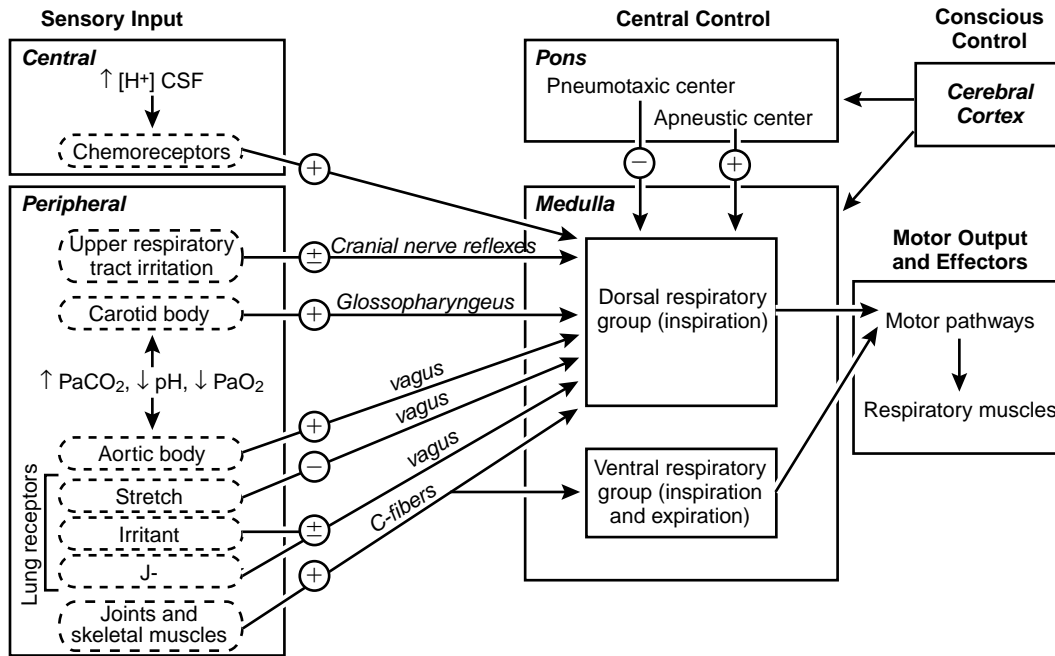 Sensory Input
Central
↑ [H⁺] CSF
Chemoreceptors
+
Peripheral
Upper respiratory
tract irritation
±
Cranial nerve reflexes
Carotid body
+
Glossopharyngeus
↑ PaCO₂, ↓ pH, ↓ PaO₂
Aortic body
+
vagus
Lung receptors
Stretch
−
vagus
Irritant
±
vagus
J-
Joints and
skeletal muscles
+
C-fibers
Central Control
Pons
Pneumotaxic center
−
Apneustic center
+
Medulla
Dorsal respiratory
group (inspiration)
Ventral respiratory
group (inspiration
and expiration)
Conscious
Control
Cerebral
Cortex
Motor Output
and Effectors
Motor pathways
Respiratory muscles